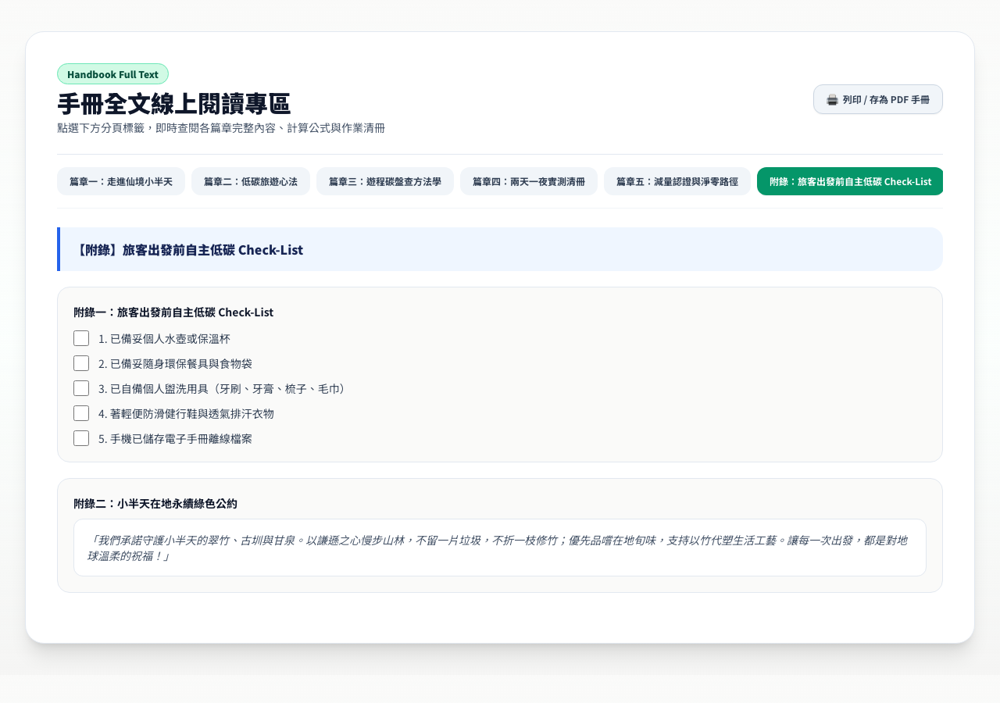 Handbook Full Text
手冊全文線上閱讀專區
點選下方分頁標籤，即時查閱各篇章完整內容、計算公式與作業清冊
列印 / 存為 PDF 手冊
篇章一：走進仙境小半天
篇章二：低碳旅遊心法
篇章三：遊程碳盤查方法學
篇章四：兩天一夜實測清冊
篇章五：減量認證與淨零路徑
附錄：旅客出發前自主低碳 Check-List
【附錄】旅客出發前自主低碳 Check-List
附錄一：旅客出發前自主低碳 Check-List
1. 已備妥個人水壺或保溫杯
2. 已備妥隨身環保餐具與食物袋
3. 已自備個人盥洗用具（牙刷、牙膏、梳子、毛巾）
4. 著輕便防滑健行鞋與透氣排汗衣物
5. 手機已儲存電子手冊離線檔案
附錄二：小半天在地永續綠色公約
「我們承諾守護小半天的翠竹、古圳與甘泉。以謙遜之心慢步山林，不留一片垃圾，不折一枝修竹；優先品嚐在地旬味，支持以竹代塑生活工藝。讓每一次出發，都是對地
球溫柔的祝福！」